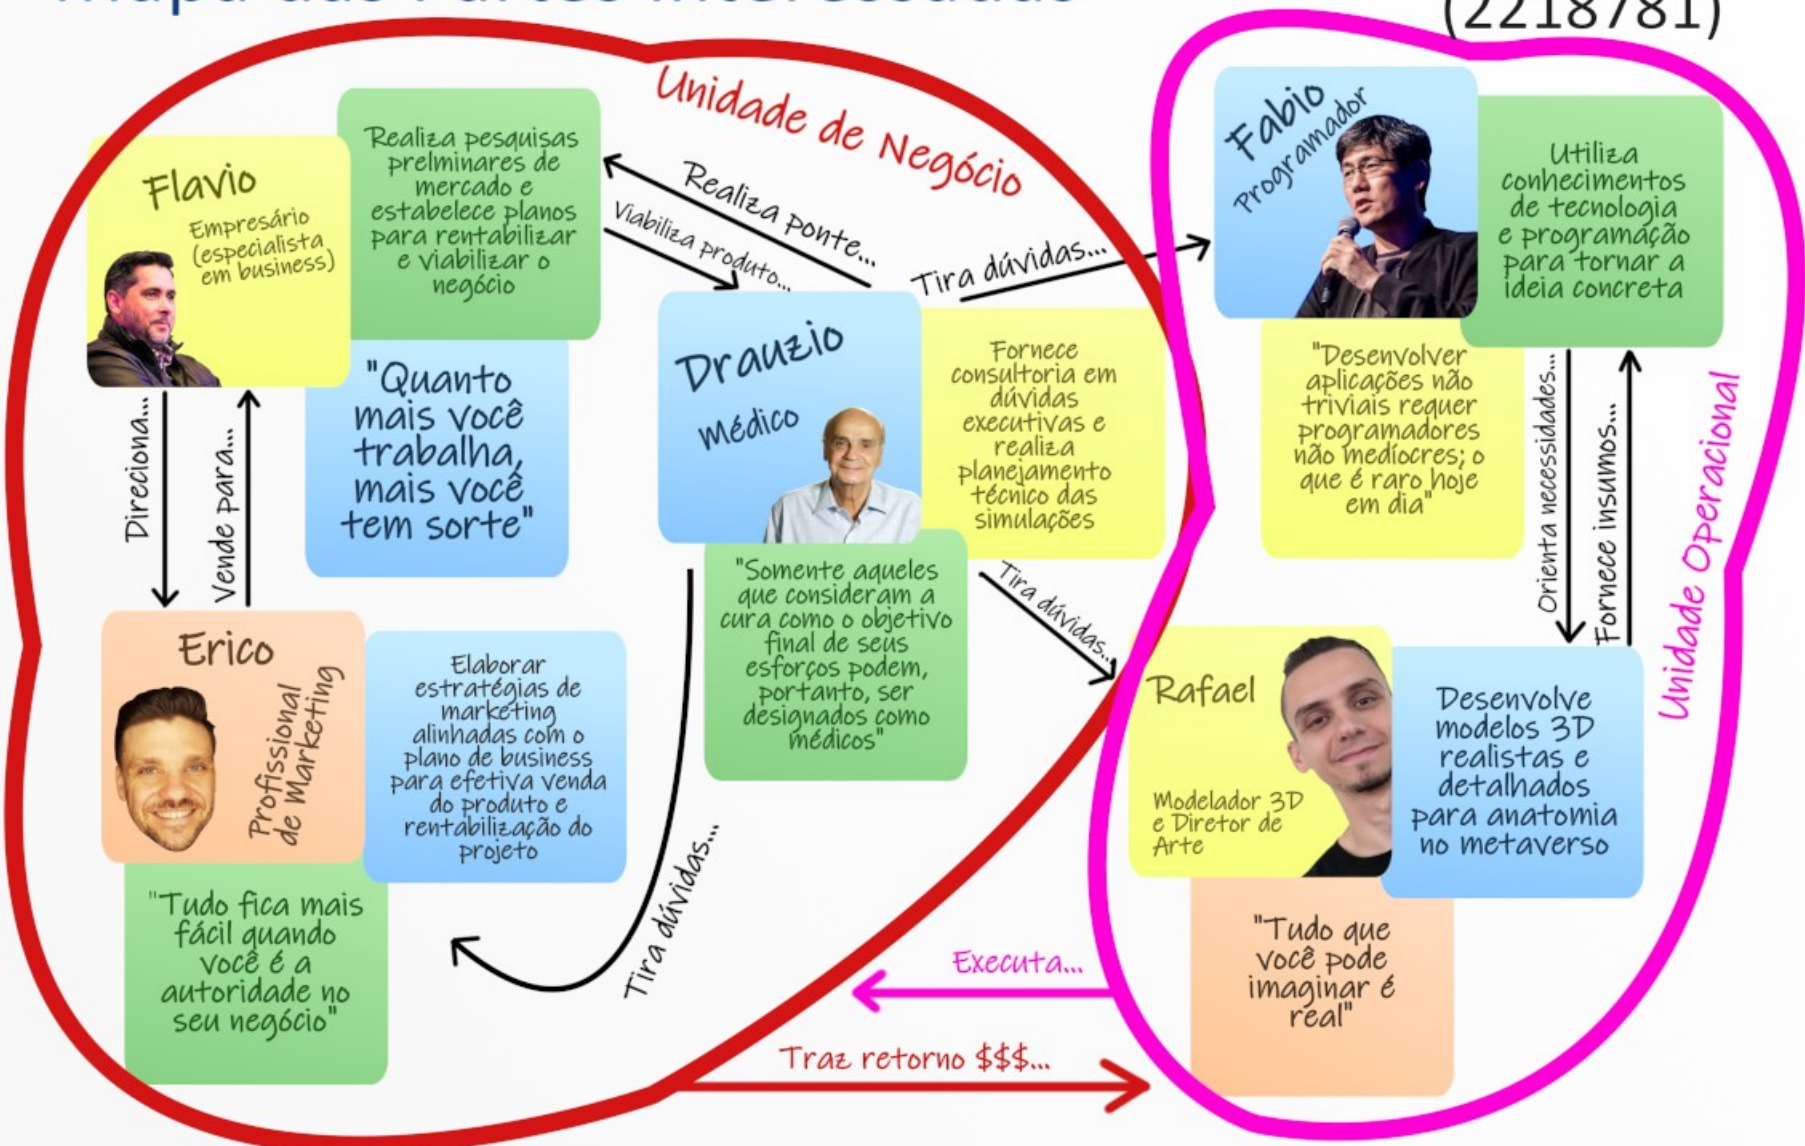 Mapa das Partes Interessadas
(2218781)
Unidade de Negócio
Flavio
Empresário
(especialista
em business)
Realiza pesquisas
prelminares de
mercado e
estabelece planos
para rentabilizar
e viabilizar o
negócio
"Quanto
mais você
trabalha,
mais você
tem sorte"
Realiza ponte...
Viabiliza produto...
Tira dúvidas...
Direciona...
Vende para...
Drauzio
Médico
Fornece
consultoria em
dúvidas
executivas e
realiza
planejamento
técnico das
simulações
"Somente aqueles
que consideram a
cura como o objetivo
final de seus
esforços podem,
portanto, ser
designados como
médicos"
Tira dúvidas...
Tira dúvidas...
Erico
Profissional
de Marketing
Elaborar
estratégias de
marketing
alinhadas com o
plano de business
para efetiva venda
do produto e
rentabilização do
projeto
"Tudo fica mais
fácil quando
você é a
autoridade no
seu negócio"
Fabio
Programador
Utiliza
conhecimentos
de tecnologia
e programação
para tornar a
ideia concreta
"Desenvolver
aplicações não
triviais requer
programadores
não medíocres; o
que é raro hoje
em dia"
Orienta necessidades...
Fornece insumos...
Unidade Operacional
Rafael
Modelador 3D
e Diretor de
Arte
Desenvolve
modelos 3D
realistas e
detalhados
para anatomia
no metaverso
"Tudo que
você pode
imaginar é
real"
Executa...
Traz retorno $$$...